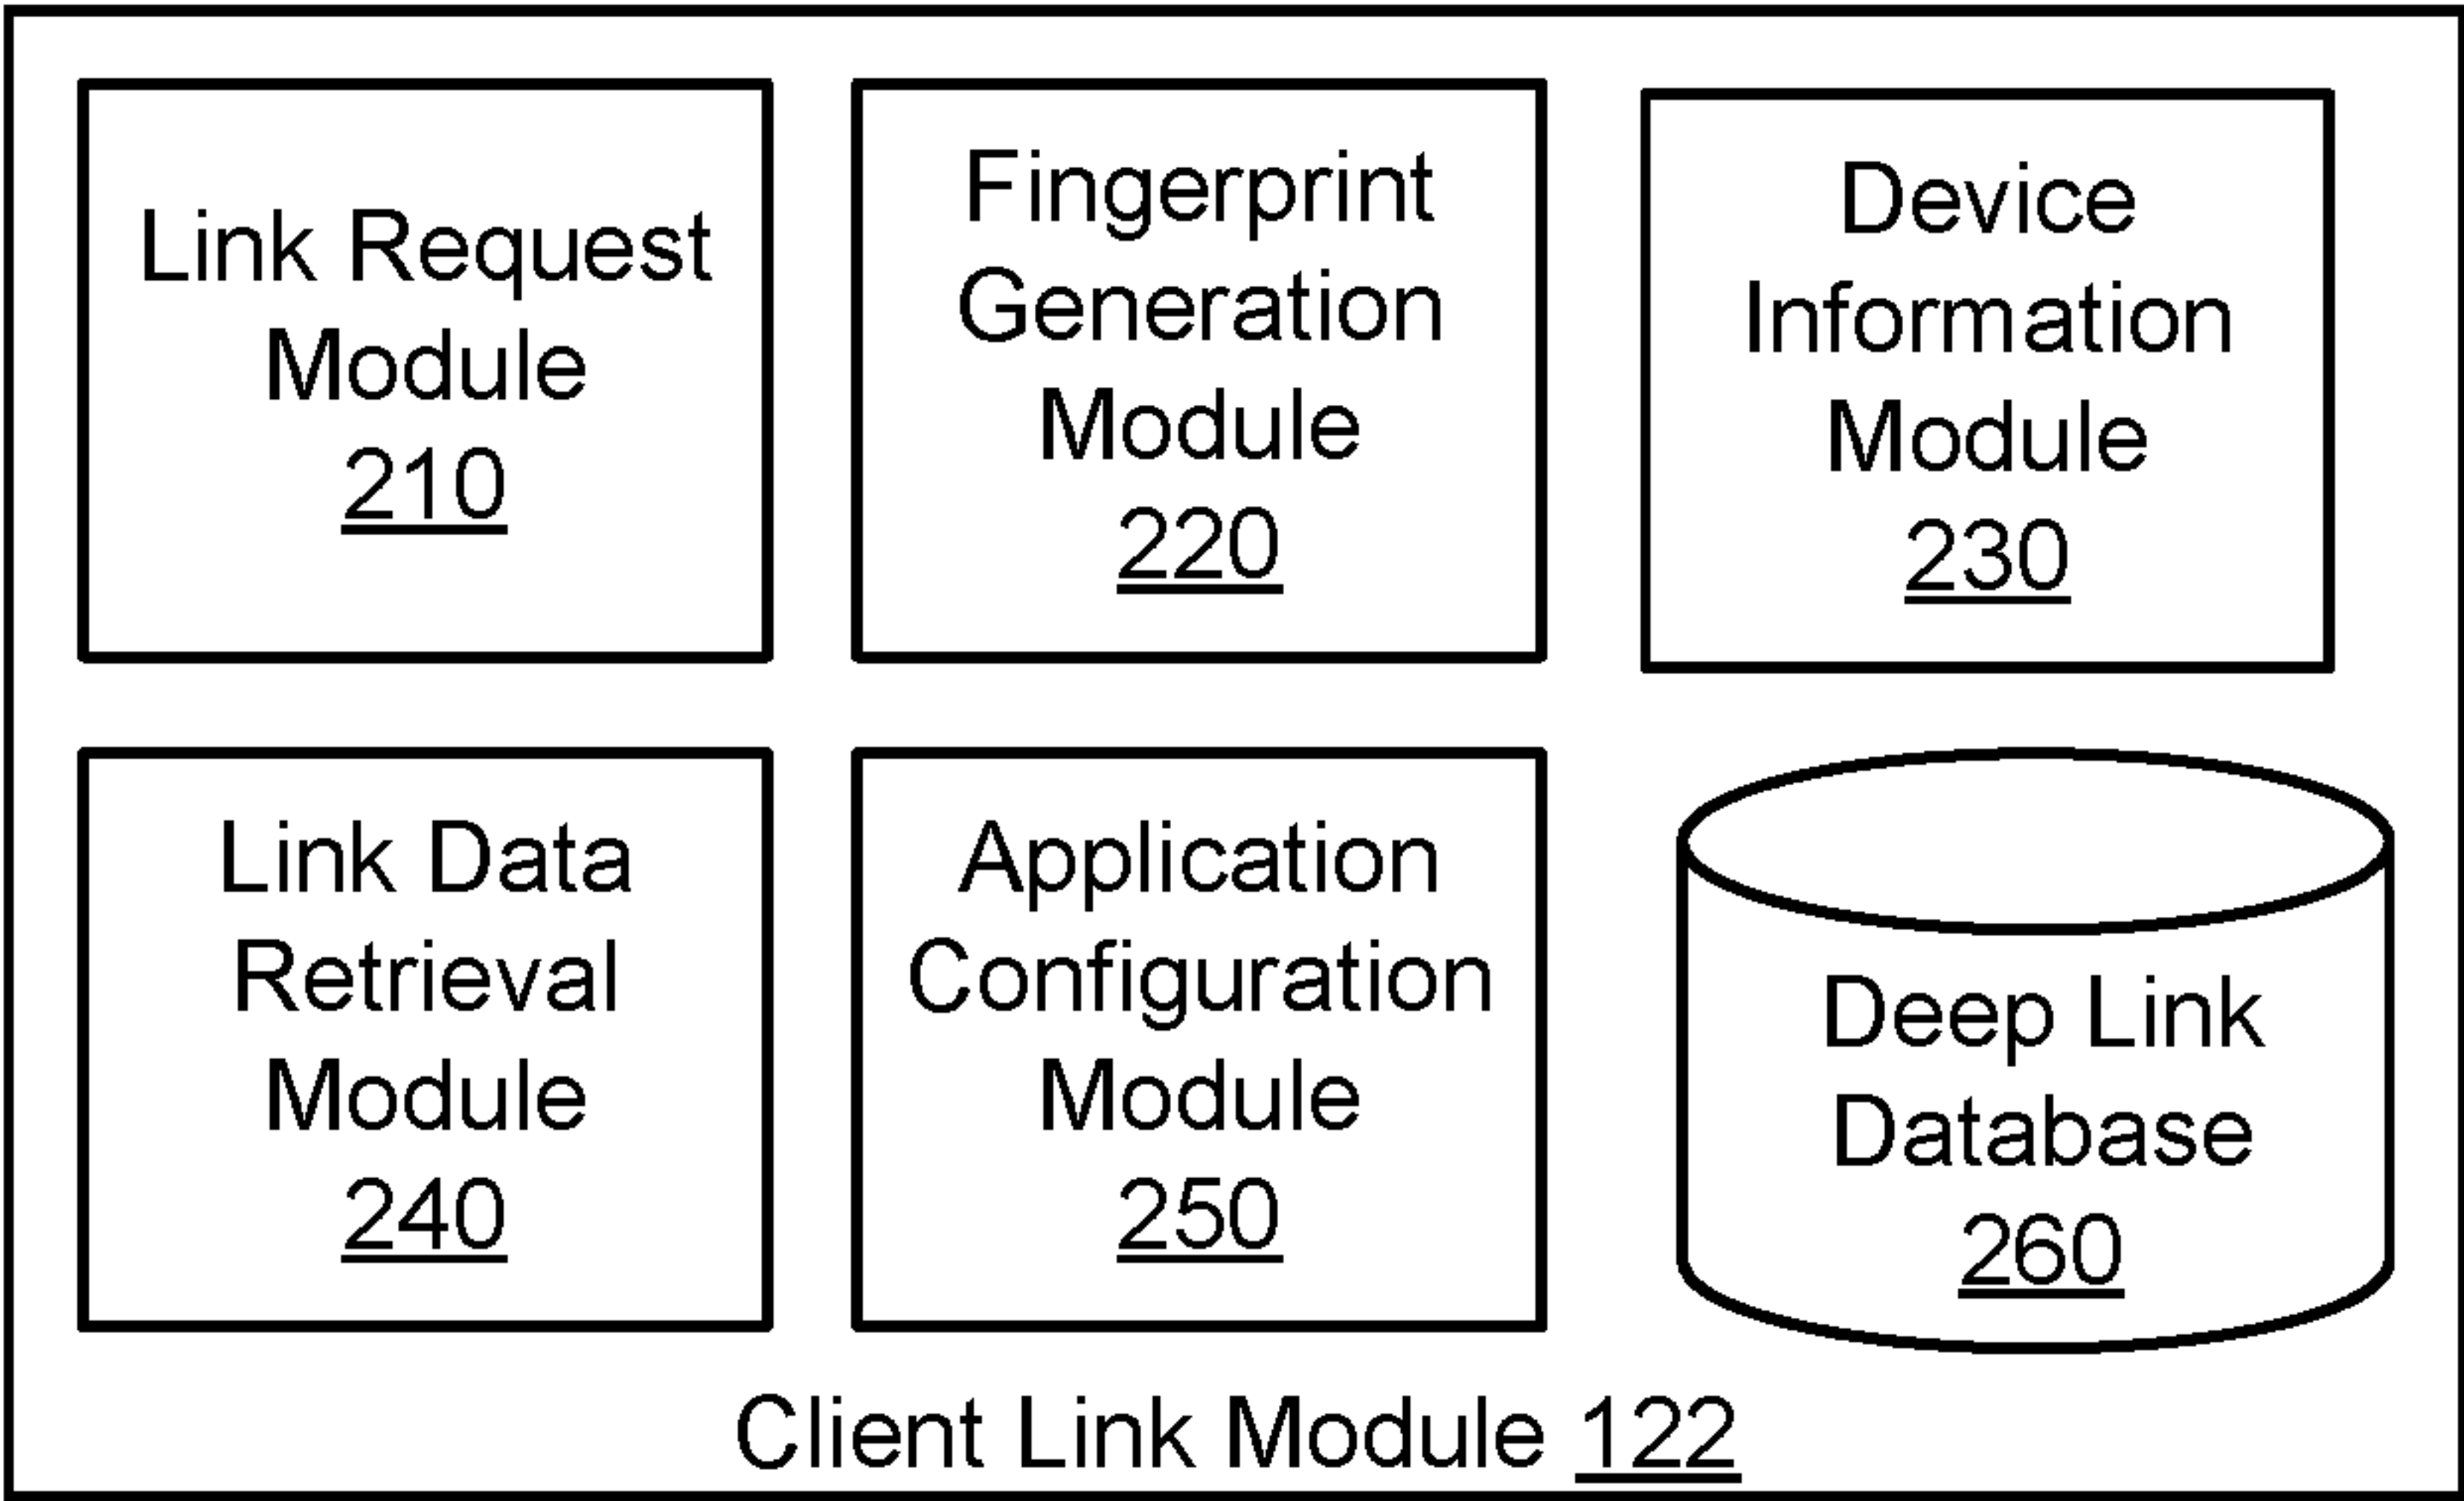 Link Request
Module
210
Fingerprint
Generation
Module
220
Device
Information
Module
230
Link Data
Retrieval
Module
240
Application
Configuration
Module
250
Deep Link
Database
260
Client Link Module 122